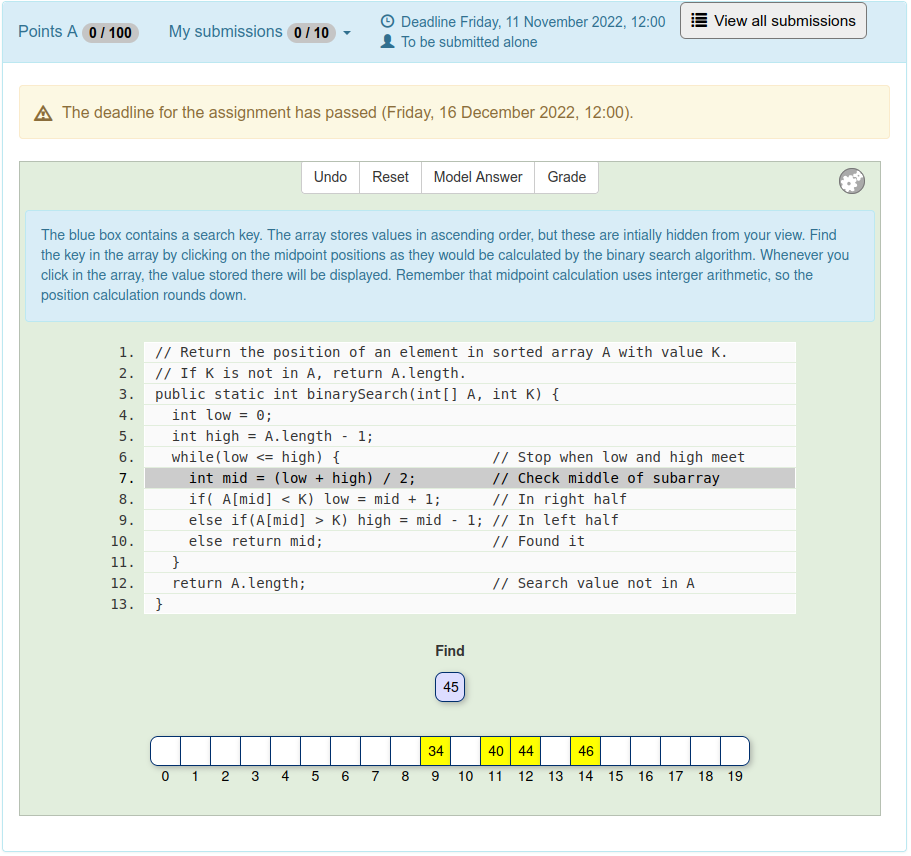 Points A 0 / 100 My submissions 0 / 10 Deadline Friday, 11 November 2022, 12:00 View all submissions
To be submitted alone
The deadline for the assignment has passed (Friday, 16 December 2022, 12:00).
Undo Reset Model Answer Grade
The blue box contains a search key. The array stores values in ascending order, but these are intially hidden from your view. Find
the key in the array by clicking on the midpoint positions as they would be calculated by the binary search algorithm. Whenever you
click in the array, the value stored there will be displayed. Remember that midpoint calculation uses interger arithmetic, so the
position calculation rounds down.
1. // Return the position of an element in sorted array A with value K.
2. // If K is not in A, return A.length.
3. public static int binarySearch(int[] A, int K) {
4. int low = 0;
5. int high = A.length - 1;
6. while(low <= high) { // Stop when low and high meet
7. int mid = (low + high) / 2; // Check middle of subarray
8. if( A[mid] < K) low = mid + 1; // In right half
9. else if(A[mid] > K) high = mid - 1; // In left half
10. else return mid; // Found it
11. }
12. return A.length; // Search value not in A
13. }
Find
45
34 40 44 46
0 1 2 3 4 5 6 7 8 9 10 11 12 13 14 15 16 17 18 19